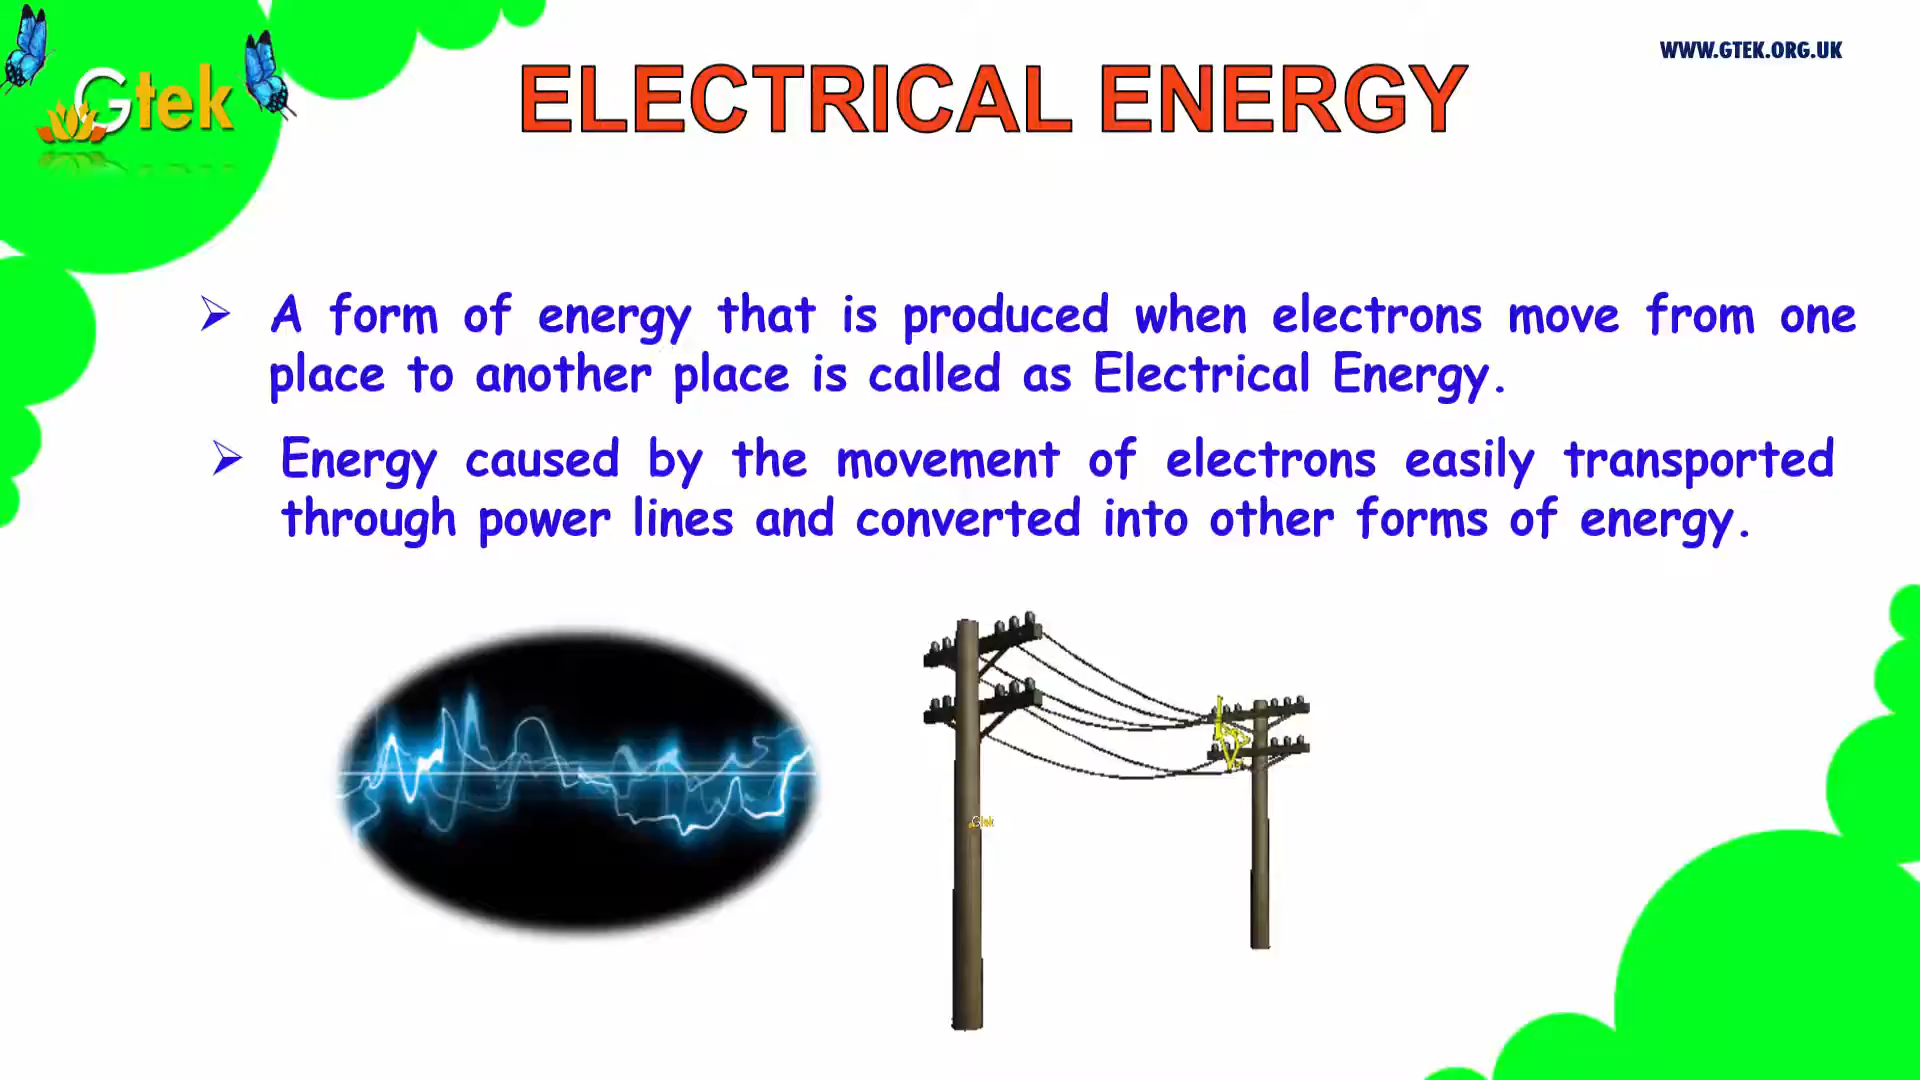 Gtek
WWW.GTEK.ORG.UK
ELECTRICAL ENERGY
A form of energy that is produced when electrons move from one
place to another place is called as Electrical Energy.
Energy caused by the movement of electrons easily transported
through power lines and converted into other forms of energy.
Gtek